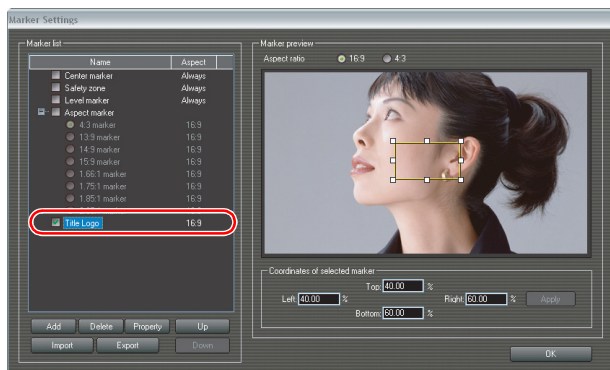 Marker Settings
Marker list
Name Aspect
Center marker Always
Safety zone Always
Level marker Always
Aspect marker
4:3 marker 16:9
13:9 marker 16:9
14:9 marker 16:9
15:9 marker 16:9
1.66:1 marker 16:9
1.75:1 marker 16:9
1.85:1 marker 16:9
Title Logo 16:9
Add Delete Property Up
Import Export Down
Marker preview
Aspect ratio 16:9 4:3
Coordinates of selected marker
Top: 40.00 %
Left: 40.00 % Right: 60.00 % Apply
Bottom: 60.00 %
OK